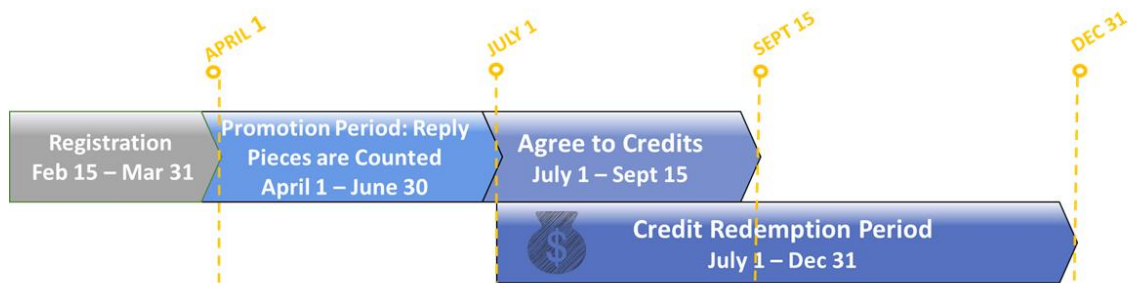 APRIL 1
JULY 1
SEPT 15
DEC 31
Registration
Feb 15 – Mar 31
Promotion Period: Reply
Pieces are Counted
April 1 – June 30
Agree to Credits
July 1 – Sept 15
$
Credit Redemption Period
July 1 – Dec 31